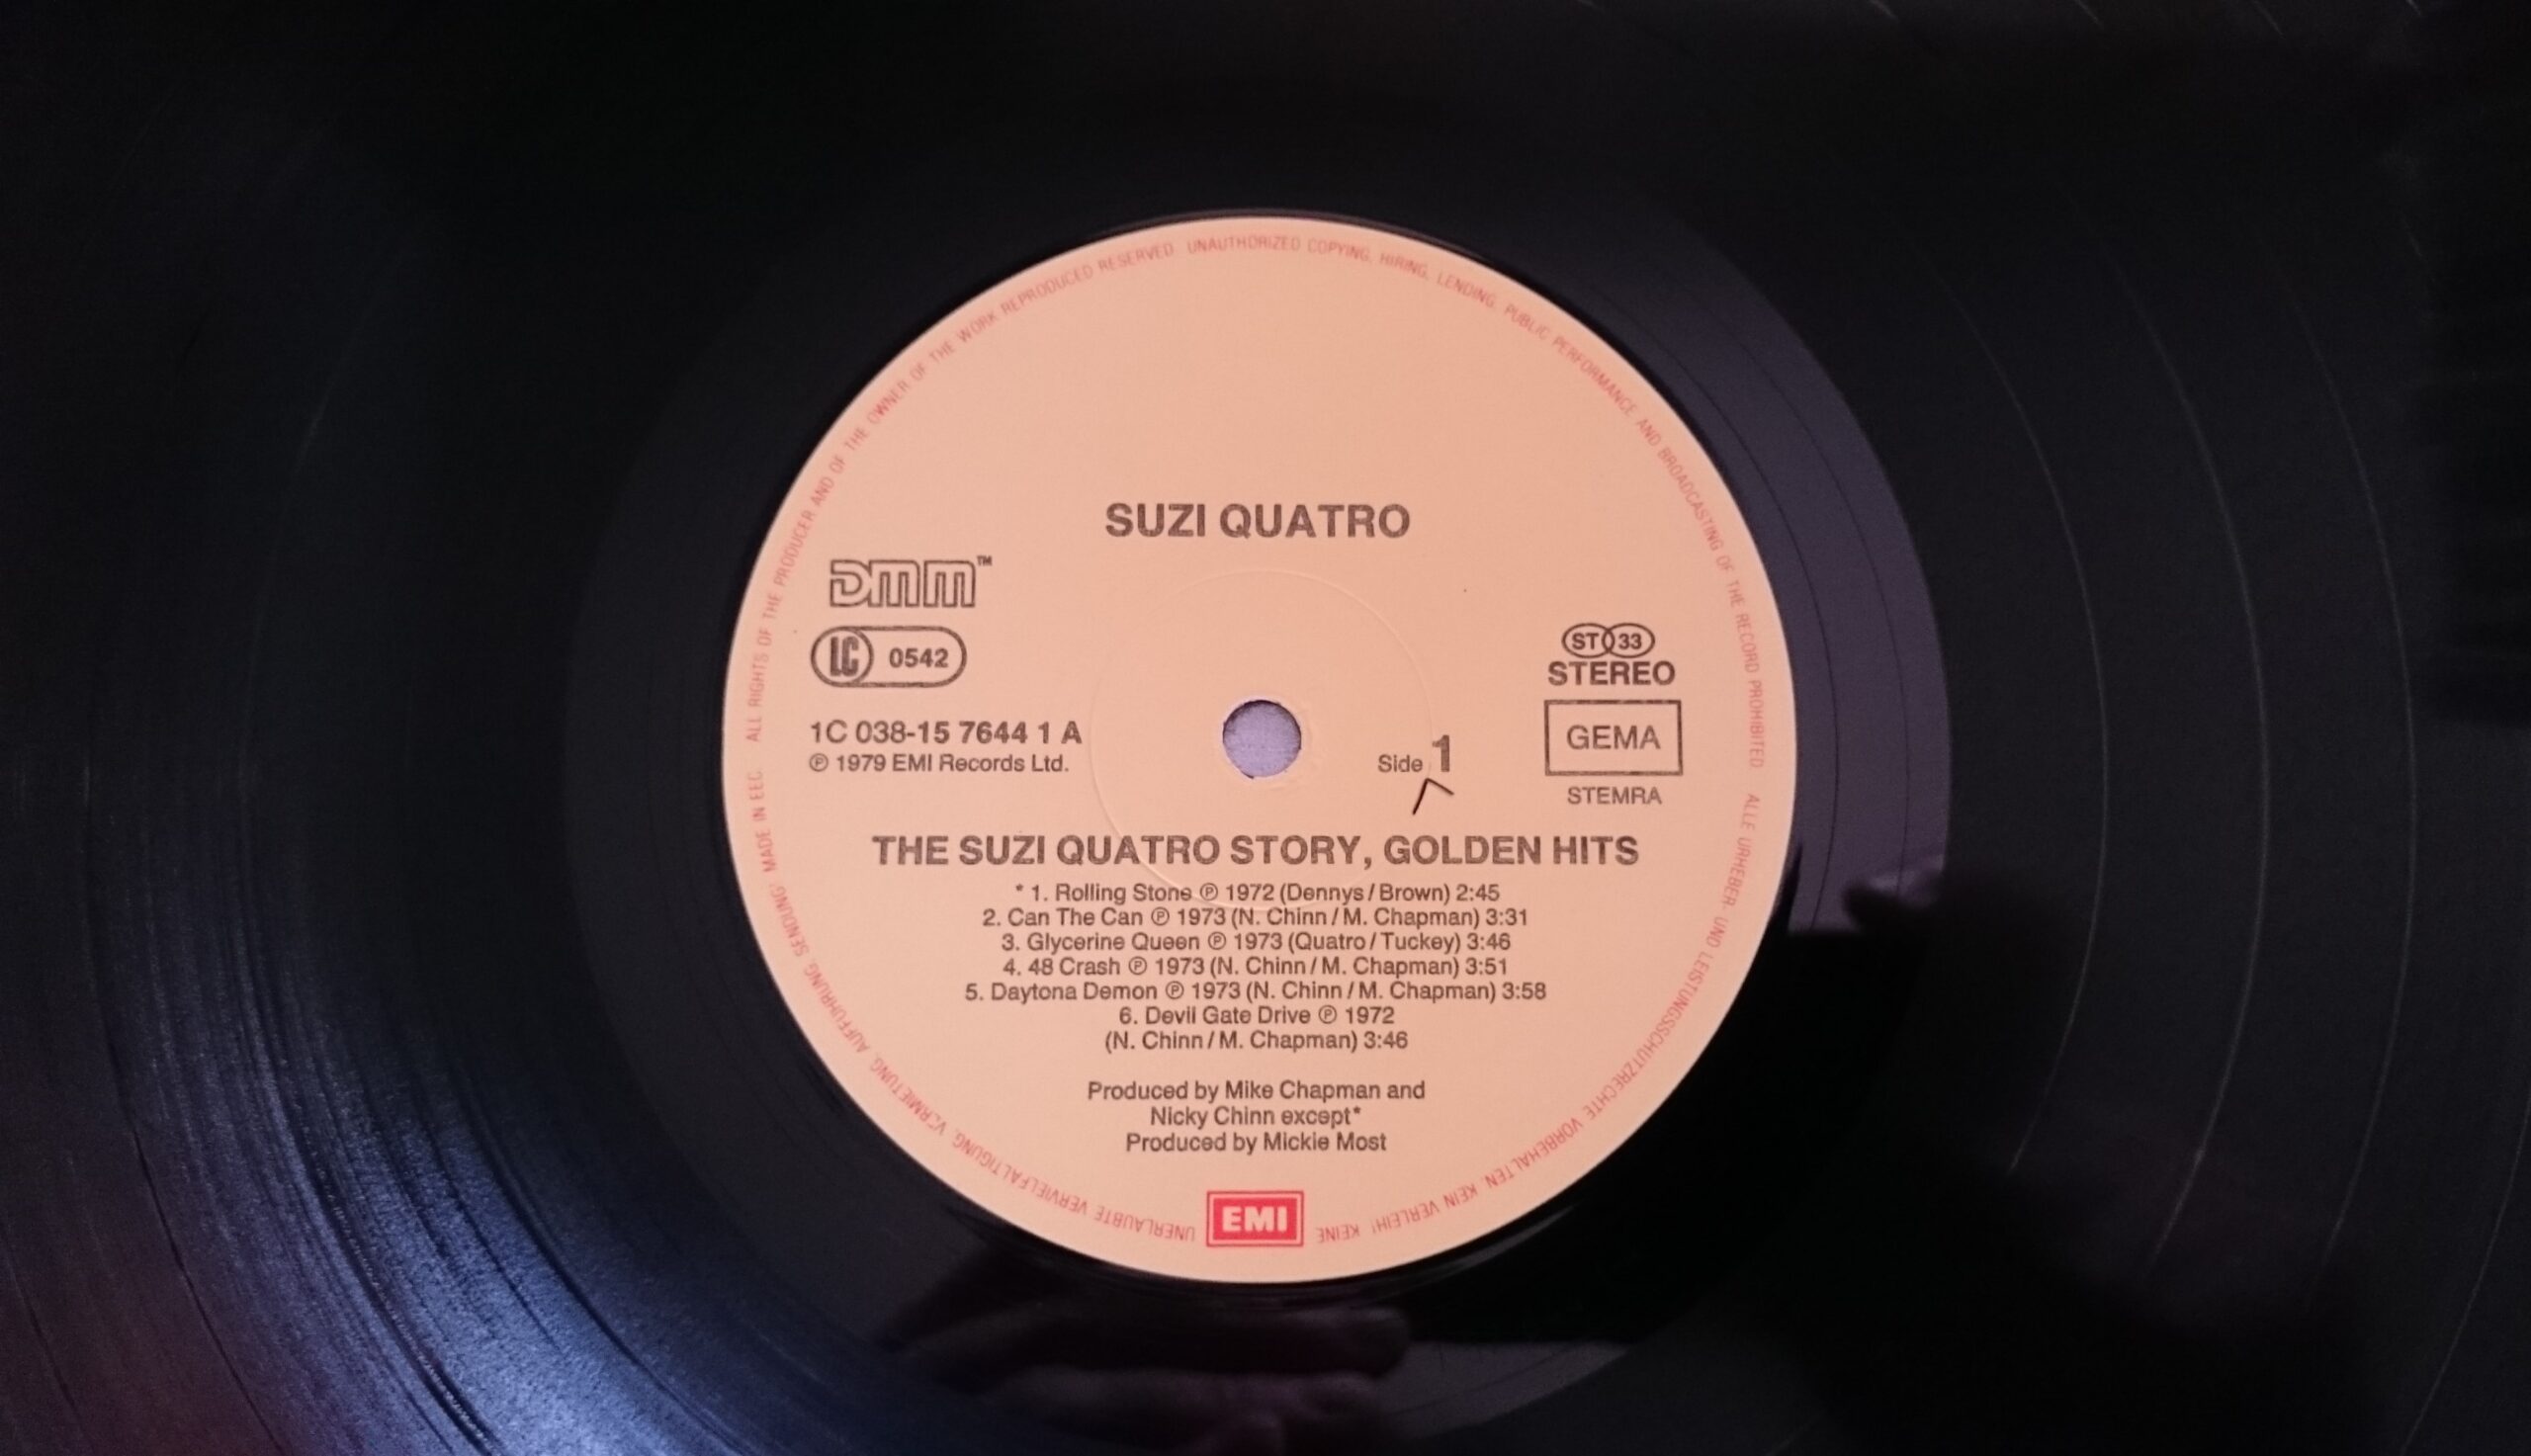 ALL RIGHTS OF THE PRODUCER AND OF THE OWNER OF THE WORK REPRODUCED RESERVED UNAUTHORIZED COPYING, HIRING, LENDING, PUBLIC PERFORMANCE AND BROADCASTING OF THE RECORD PROHIBITED
SUZI QUATRO
DMM™
LC 0542
ST 33
STEREO
1C 038-15 7644 1 A
℗ 1979 EMI Records Ltd.
Side 1
GEMA
STEMRA
THE SUZI QUATRO STORY, GOLDEN HITS
* 1. Rolling Stone ℗ 1972 (Dennys / Brown) 2:45
2. Can The Can ℗ 1973 (N. Chinn / M. Chapman) 3:31
3. Glycerine Queen ℗ 1973 (Quatro / Tuckey) 3:46
4. 48 Crash ℗ 1973 (N. Chinn / M. Chapman) 3:51
5. Daytona Demon ℗ 1973 (N. Chinn / M. Chapman) 3:58
6. Devil Gate Drive ℗ 1972
(N. Chinn / M. Chapman) 3:46
Produced by Mike Chapman and
Nicky Chinn except*
Produced by Mickie Most
EMI
ALLE URHEBER- UND LEISTUNGSSCHUTZRECHTE VORBEHALTEN. KEIN VERLEIH! KEINE UNERLAUBTE VERVIELFÄLTIGUNG, VERMIETUNG, AUFFÜHRUNG, SENDUNG! MADE IN EEC